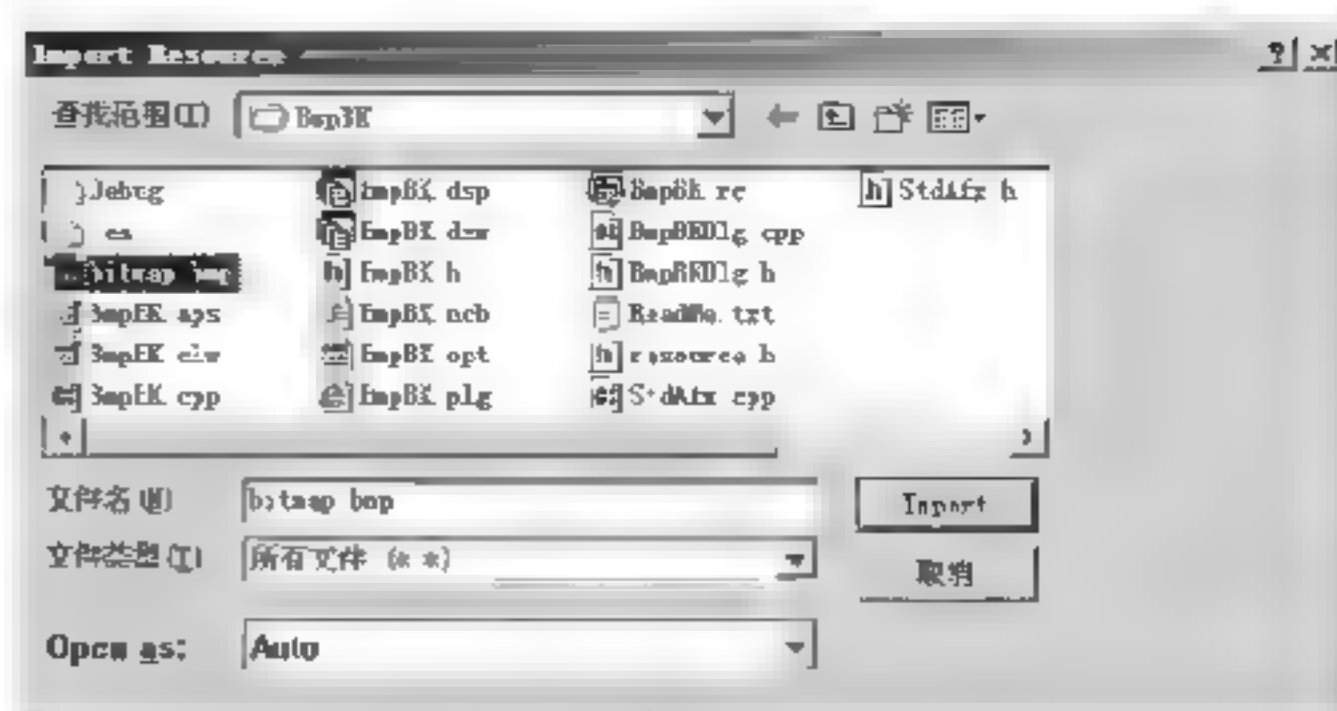 Import Resource
查找范围(I) BmpBK
Debug BmpBK dsp BmpBK rc StdAfx h
res BmpBK dsw BmpBKDlg cpp
bitmap bmp BmpBK h BmpBKDlg h
BmpBK aps BmpBK ncb ReadMe.txt
BmpBK clw BmpBK opt resource h
BmpBK cpp BmpBK plg StdAfx cpp
文件名(N) bitmap bmp Import
文件类型(T) 所有文件 (* *) 取消
Open as: Auto